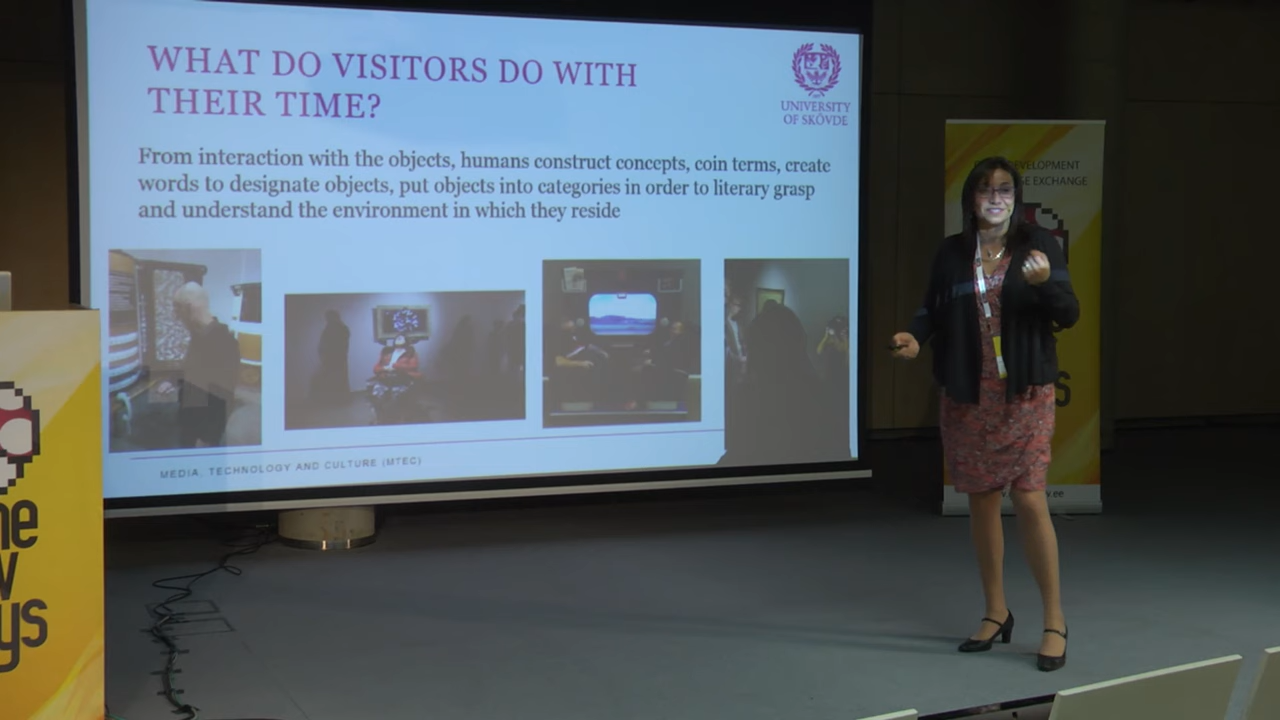 WHAT DO VISITORS DO WITH
THEIR TIME?
UNIVERSITY
OF SKÖVDE
From interaction with the objects, humans construct concepts, coin terms, create
words to designate objects, put objects into categories in order to literary grasp
and understand the environment in which they reside
MEDIA, TECHNOLOGY AND CULTURE (MTEC)
DEVELOPMENT
EXCHANGE